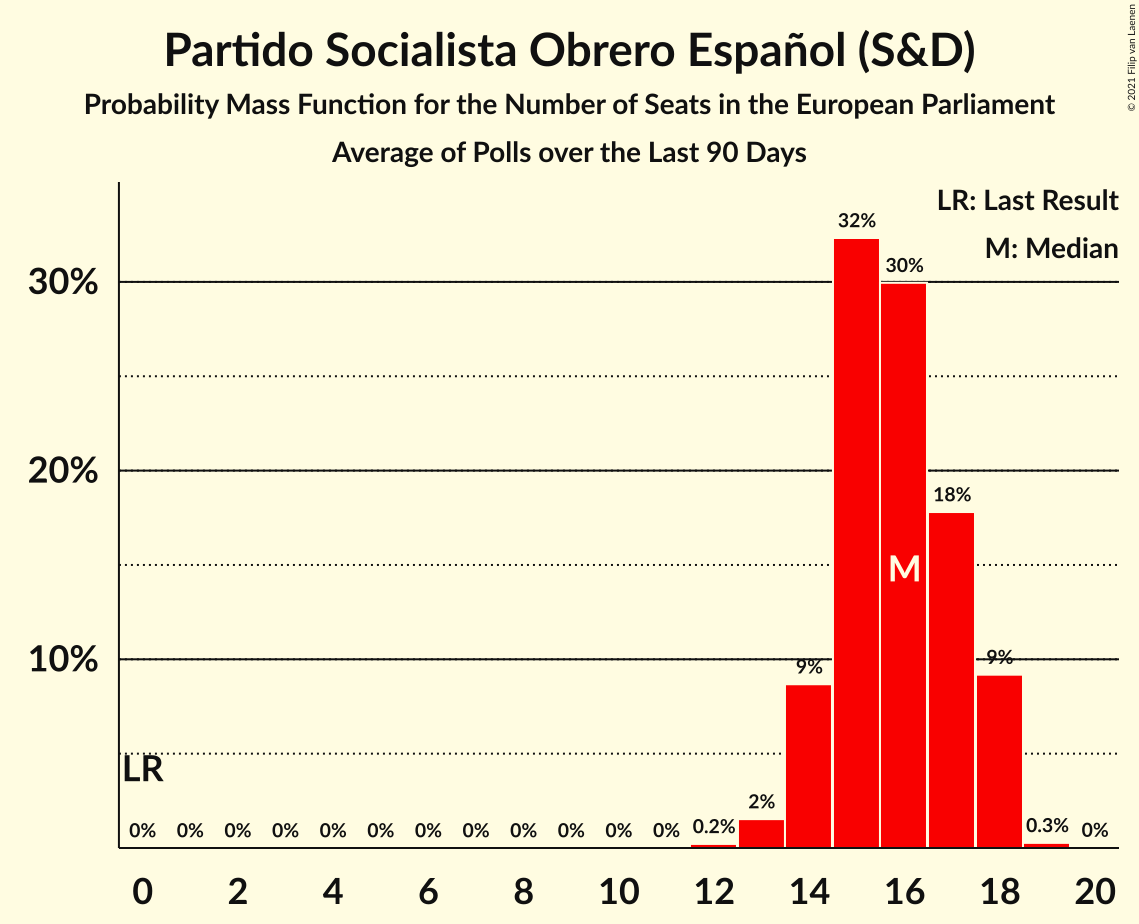 Partido Socialista Obrero Español (S&D)
Probability Mass Function for the Number of Seats in the European Parliament
Average of Polls over the Last 90 Days
© 2021 Filip van Laenen
LR: Last Result
M: Median
30%
20%
10%
32%
30%
18%
M
9%
9%
LR
0% 0% 0% 0% 0% 0% 0% 0% 0% 0% 0% 0% 0.2% 2% 0.3% 0%
0 2 4 6 8 10 12 14 16 18 20